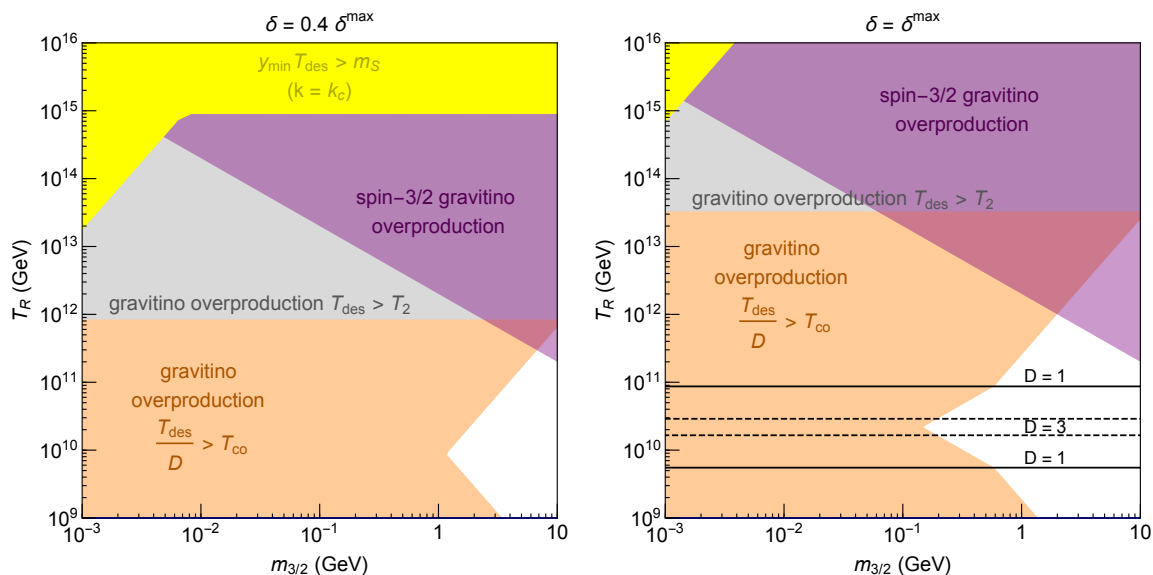 δ = 0.4 δ^max
10^16
10^15
10^14
10^13
10^12
10^11
10^10
10^9
T_R (GeV)
y_min T_des > m_S
(k = k_c)
spin-3/2 gravitino
overproduction
gravitino overproduction T_des > T_2
gravitino
overproduction
T_des
D
> T_co
10^-3
10^-2
10^-1
1
10
m_3/2 (GeV)
δ = δ^max
10^16
10^15
10^14
10^13
10^12
10^11
10^10
10^9
T_R (GeV)
spin-3/2 gravitino
overproduction
gravitino overproduction T_des > T_2
gravitino
overproduction
T_des
D
> T_co
D = 1
D = 3
D = 1
10^-3
10^-2
10^-1
1
10
m_3/2 (GeV)